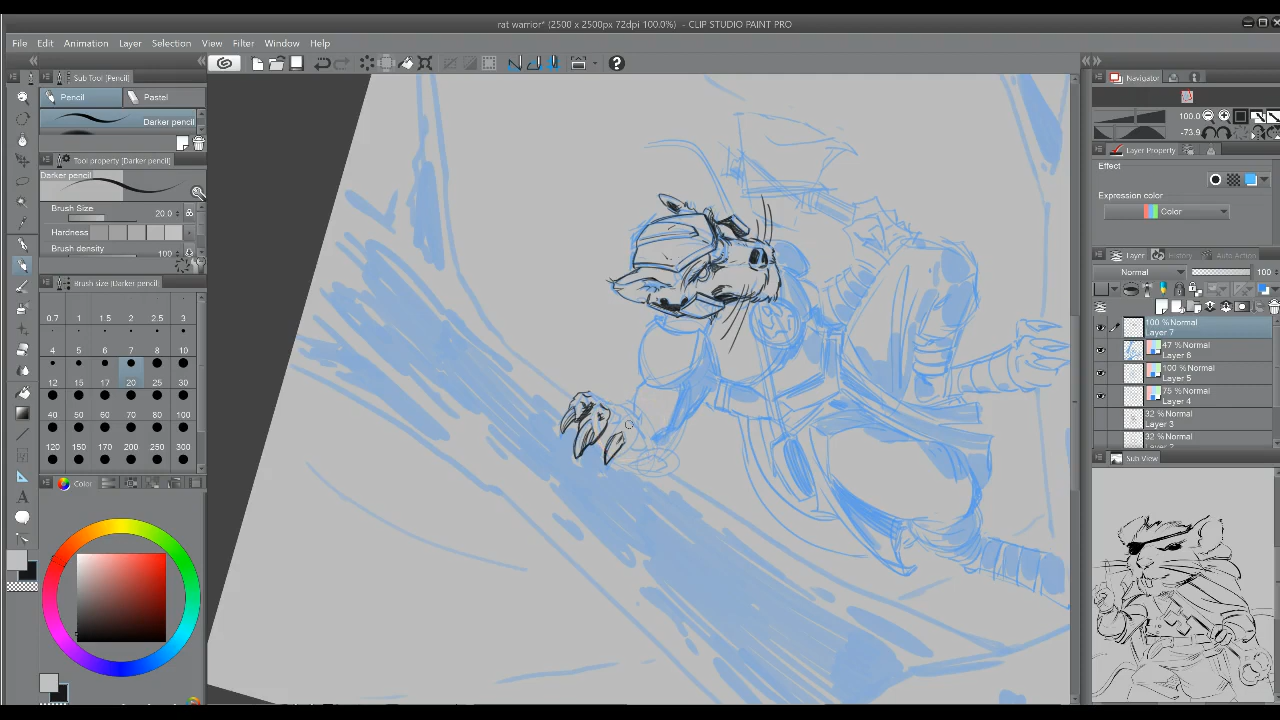 rat warrior* (2500 x 2500px 72dpi 100.0%) - CLIP STUDIO PAINT PRO
File Edit Animation Layer Selection View Filter Window Help
Sub Tool [Pencil]
Pencil Pastel
Darker pencil
Tool property [Darker pencil]
Darker pencil
Brush Size 20.0
Hardness
Brush density 100
Brush size [Darker pencil]
0.7 1 1.5 2 3
4 5 6 7 8 10
12 15 17 20 25 30
40 50 60 70 80 100
120 150 170 200 250 300
Color
Navigator
100.0
-73.9
Layer Property
Effect
Expression color
Color
Layer History Auto Action
Normal 100
100 % Normal
Layer 7
47 % Normal
Layer 6
100 % Normal
Layer 5
75 % Normal
Layer 4
32 % Normal
Layer 3
32 % Normal
Sub View